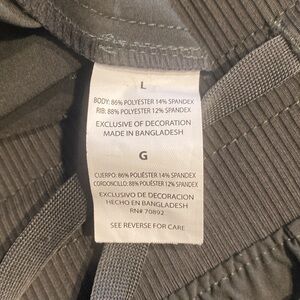 L
BODY: 86% POLYESTER 14% SPANDEX
RIB: 88% POLYESTER 12% SPANDEX
EXCLUSIVE OF DECORATION
MADE IN BANGLADESH
G
CUERPO: 86% POLIÉSTER 14% SPANDEX
CORDONCILLO: 88% POLIÉSTER 12% SPANDEX
EXCLUSIVO DE DECORACIÓN
HECHO EN BANGLADESH
RN# 70892
SEE REVERSE FOR CARE